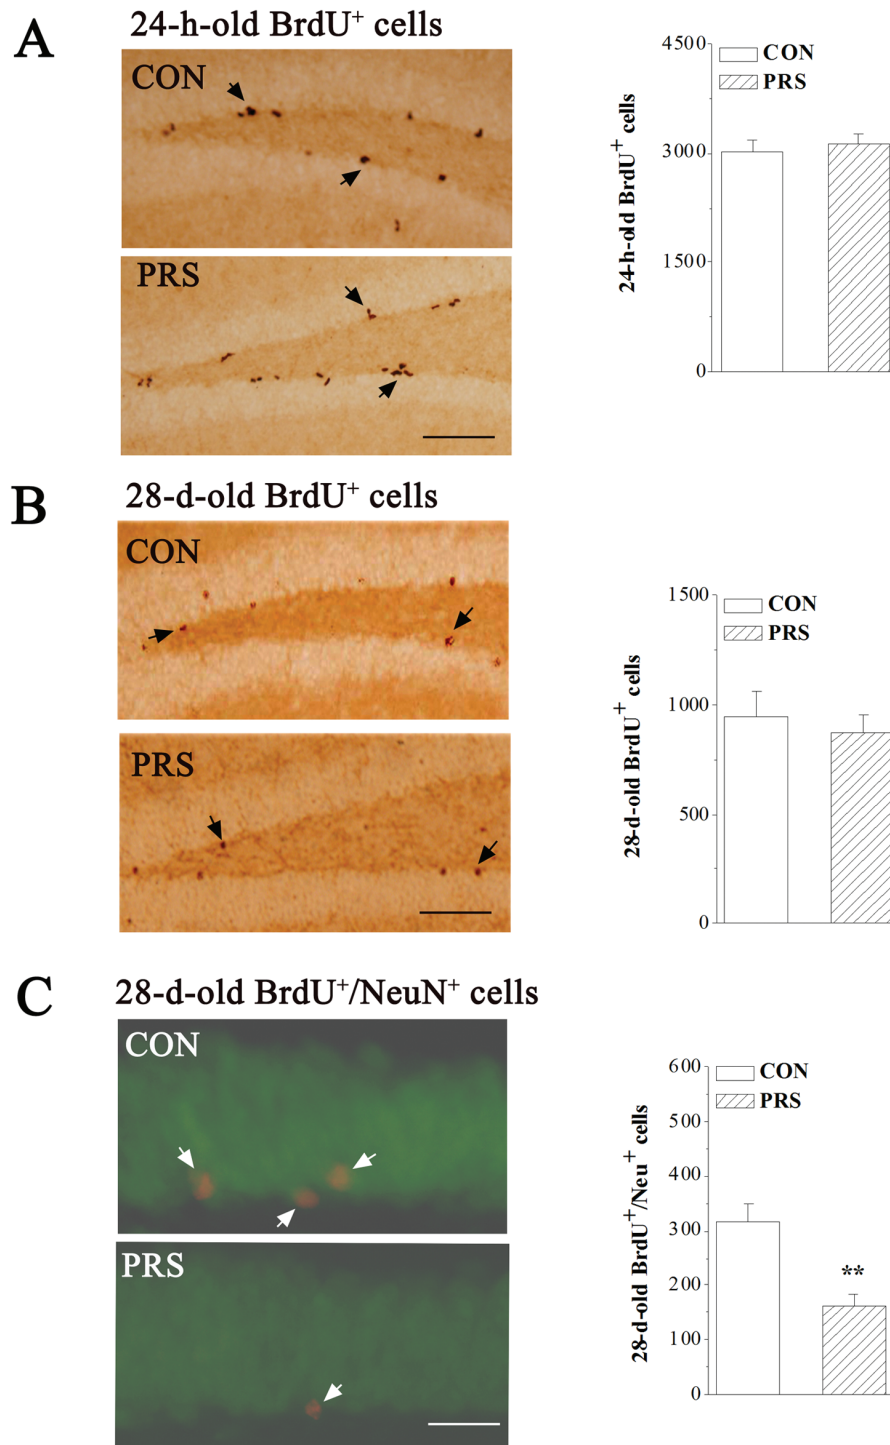 A
24-h-old BrdU⁺ cells
CON
PRS
24-h-old BrdU⁺ cells
4500
3000
1500
0
CON
PRS
B
28-d-old BrdU⁺ cells
CON
PRS
28-d-old BrdU⁺ cells
1500
1000
500
0
CON
PRS
C
28-d-old BrdU⁺/NeuN⁺ cells
CON
PRS
28-d-old BrdU⁺/Neu⁺ cells
600
500
400
300
200
100
0
CON
PRS
**